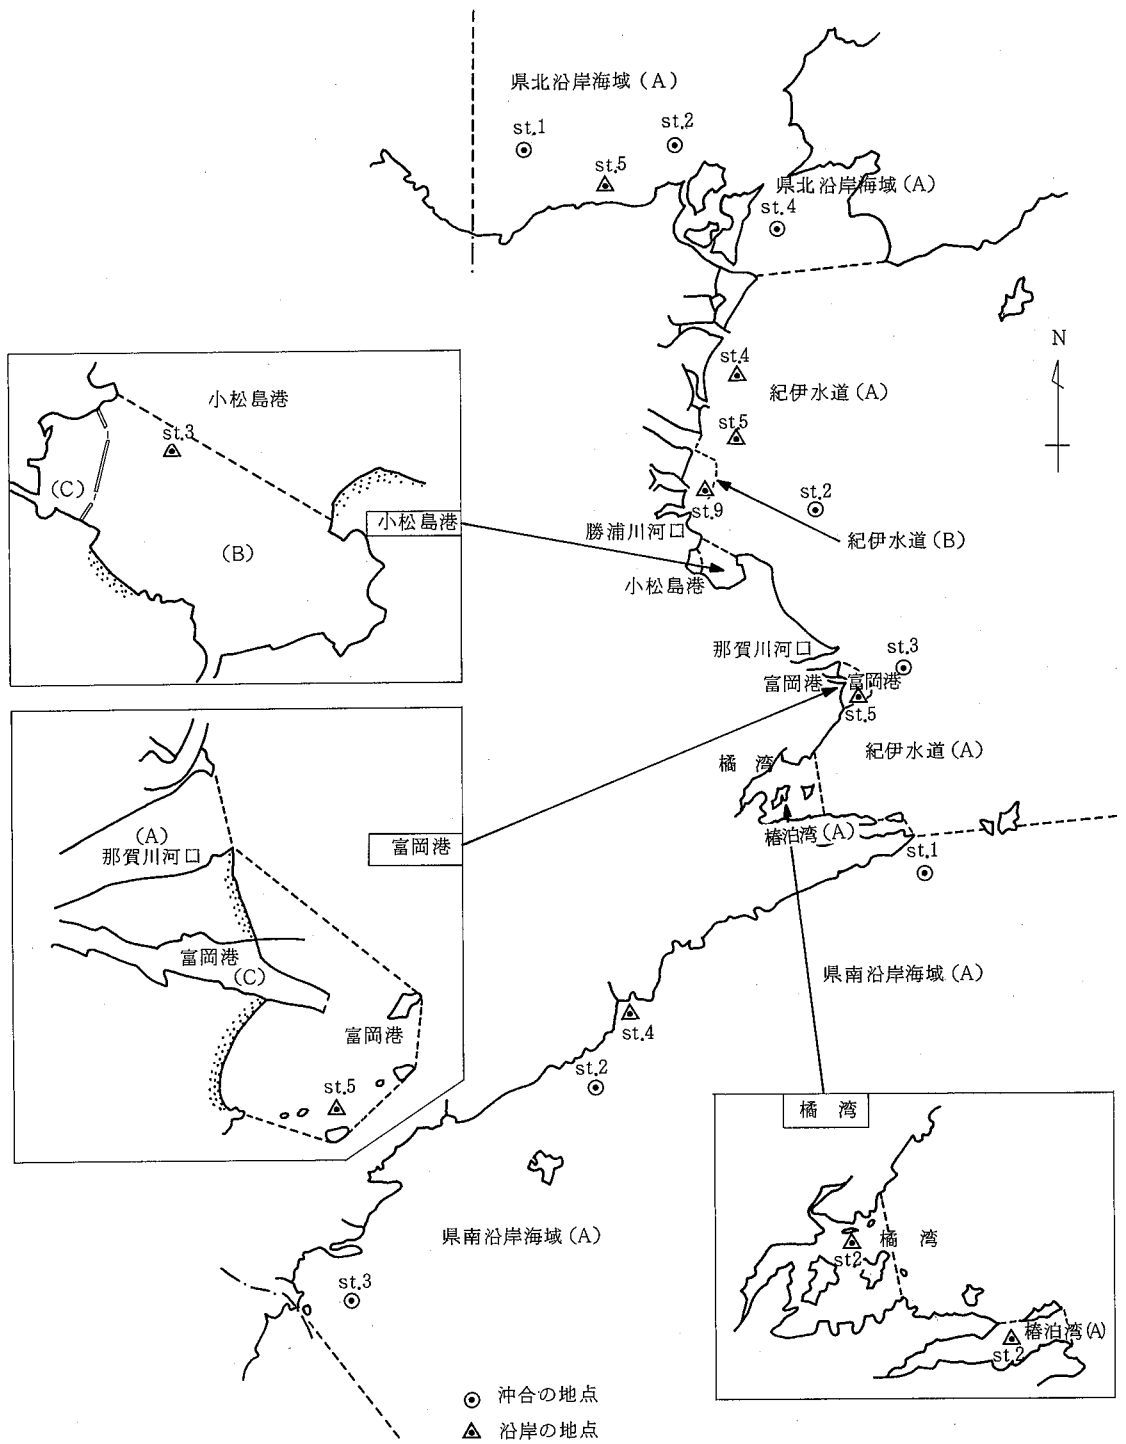 県北沿岸海域(A)
st.1
st.2
st.5
県北沿岸海域(A)
st.4
N
st.4
紀伊水道(A)
st.5
st.2
st.9
紀伊水道(B)
勝浦川河口
小松島港
那賀川河口
st.3
富岡港
富岡港
st.5
紀伊水道(A)
橘 湾
椿泊湾(A)
st.1
県南沿岸海域(A)
st.4
st.2
県南沿岸海域(A)
st.3
小松島港
小松島港
st.3
(C)
(B)
富岡港
(A)
那賀川河口
富岡港
(C)
富岡港
st.5
橘 湾
橘 湾
st2
椿泊湾(A)
st.2
沖合の地点
沿岸の地点